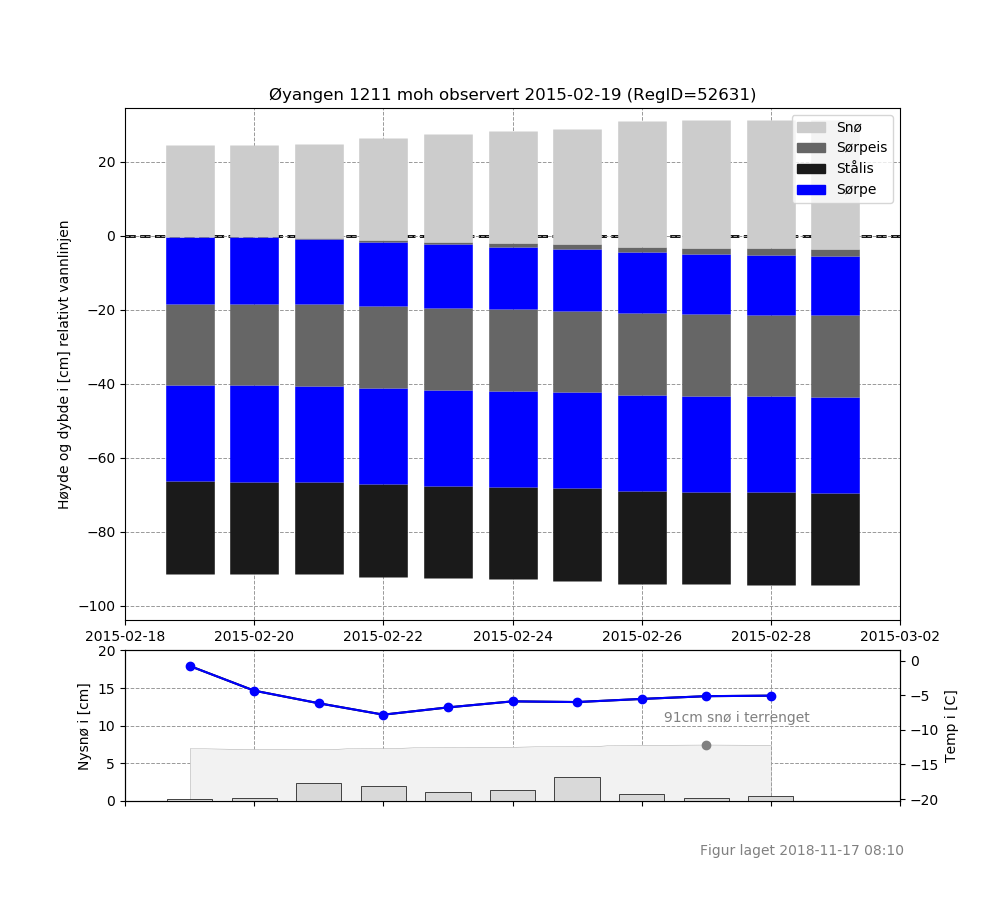 Øyangen 1211 moh observert 2015-02-19 (RegID=52631)
Snø
Sørpeis
Stålis
Sørpe
Høyde og dybde i [cm] relativt vannlinjen
20
0
−20
−40
−60
−80
−100
2015-02-18 2015-02-20 2015-02-22 2015-02-24 2015-02-26 2015-02-28 2015-03-02
Nysnø i [cm]
20
15
10
5
0
91cm snø i terrenget
0
−5
−10
−15
−20
Temp i [C]
Figur laget 2018-11-17 08:10